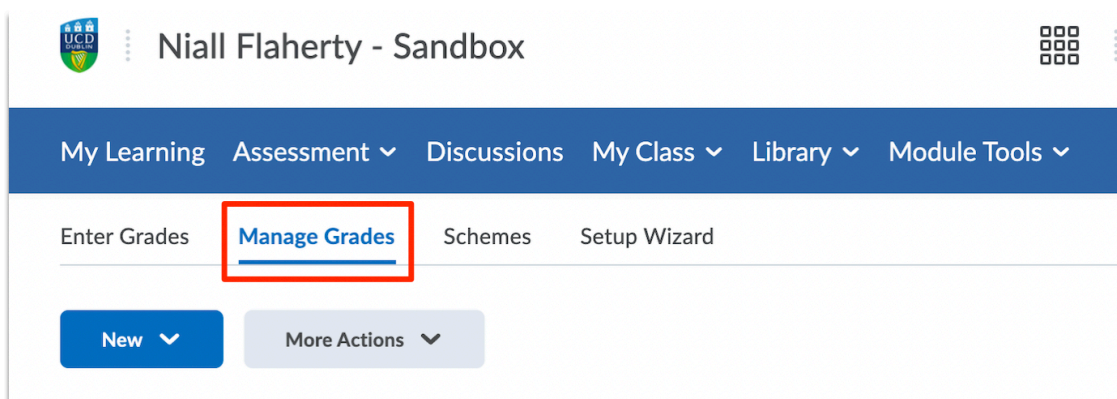 UCD
DUBLIN
Niall Flaherty - Sandbox
My Learning Assessment Discussions My Class Library Module Tools
Enter Grades Manage Grades Schemes Setup Wizard
New More Actions